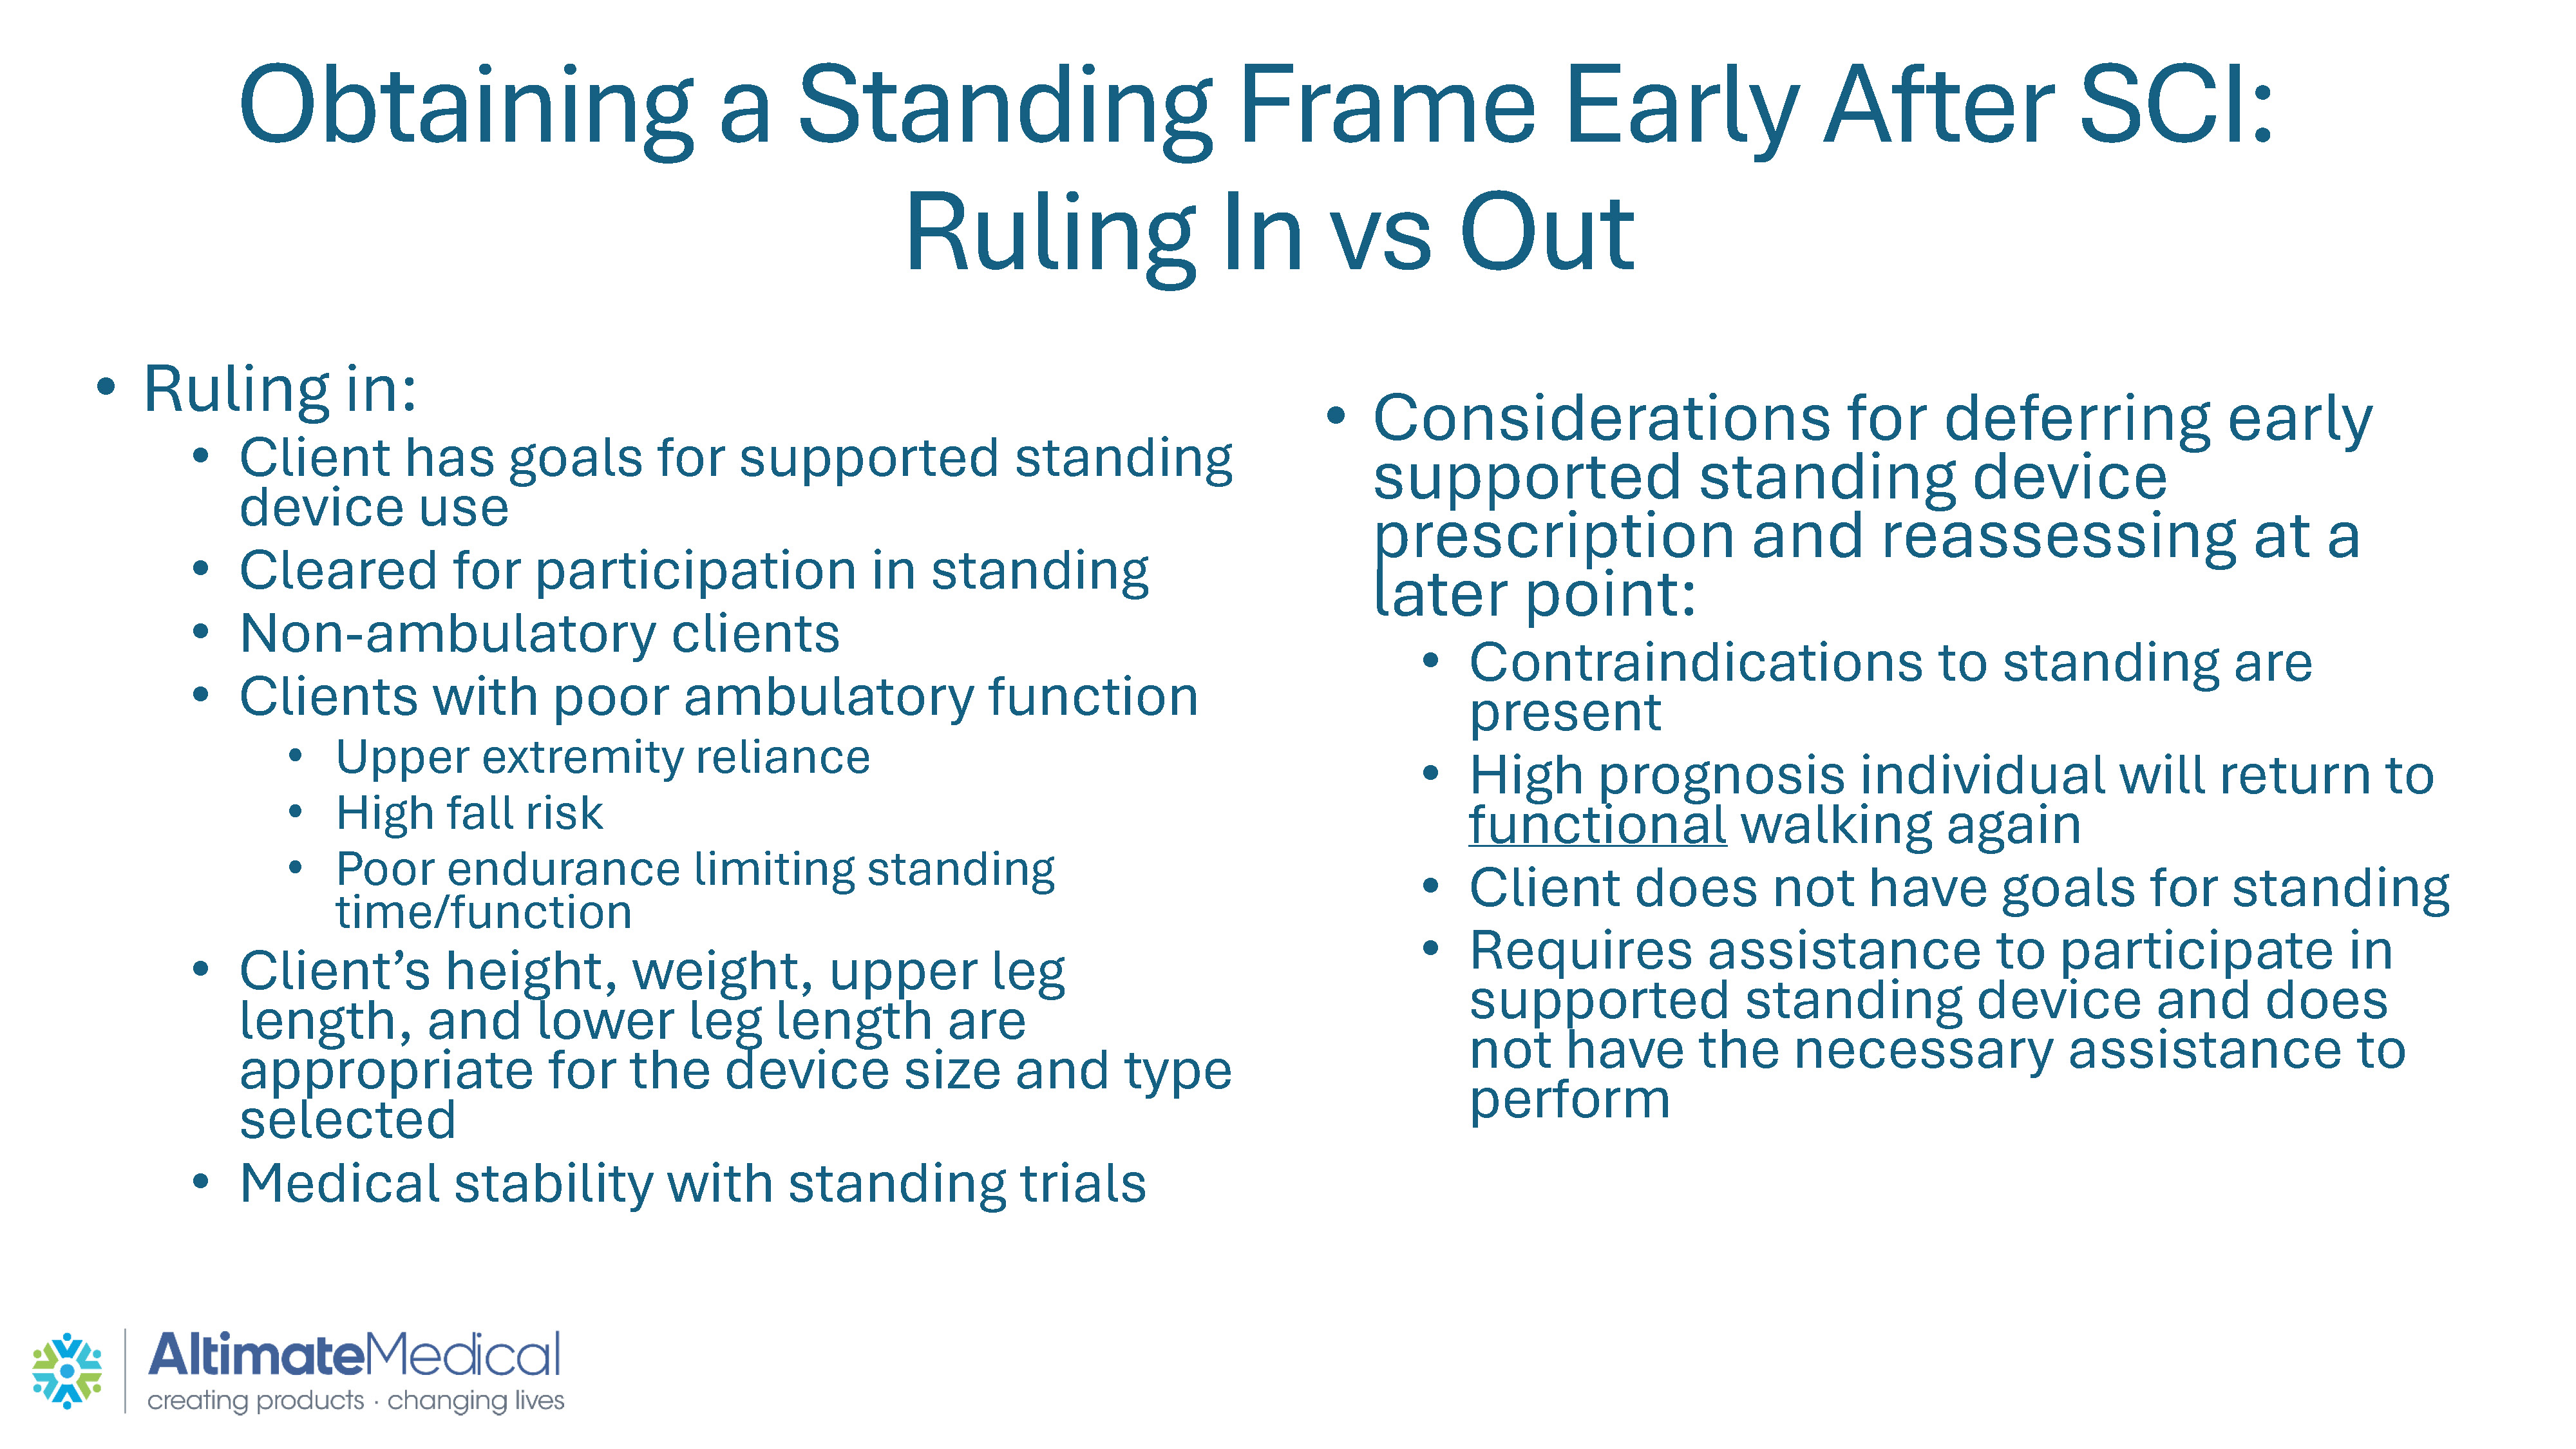 Obtaining a Standing Frame Early After SCI:
Ruling In vs Out
• Ruling in:
• Client has goals for supported standing
device use
• Cleared for participation in standing
• Non-ambulatory clients
• Clients with poor ambulatory function
• Upper extremity reliance
• High fall risk
• Poor endurance limiting standing
time/function
• Client’s height, weight, upper leg
length, and lower leg length are
appropriate for the device size and type
selected
• Medical stability with standing trials
• Considerations for deferring early
supported standing device
prescription and reassessing at a
later point:
• Contraindications to standing are
present
• High prognosis individual will return to
functional walking again
• Client does not have goals for standing
• Requires assistance to participate in
supported standing device and does
not have the necessary assistance to
perform
AltimateMedical
creating products · changing lives